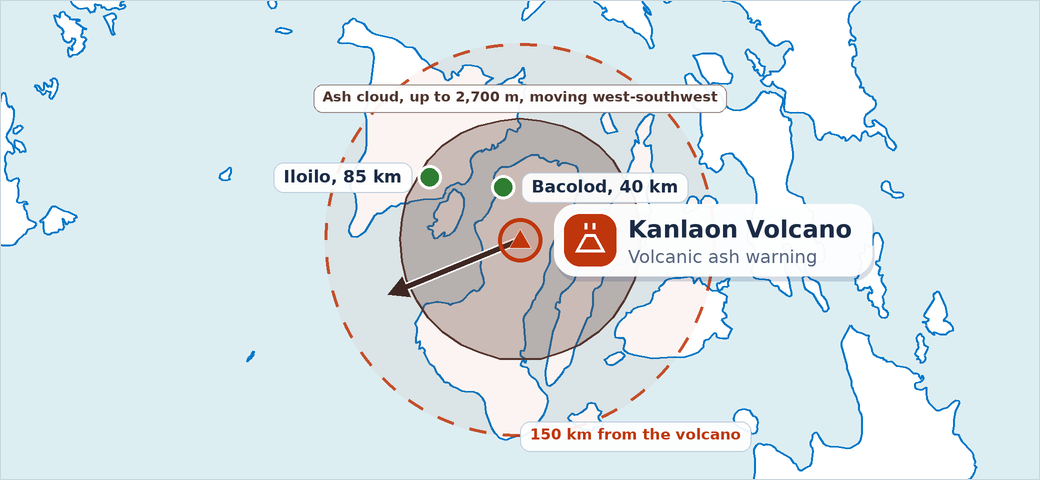 Ash cloud, up to 2,700 m, moving west-southwest
Iloilo, 85 km
Bacolod, 40 km
Kanlaon Volcano
Volcanic ash warning
150 km from the volcano